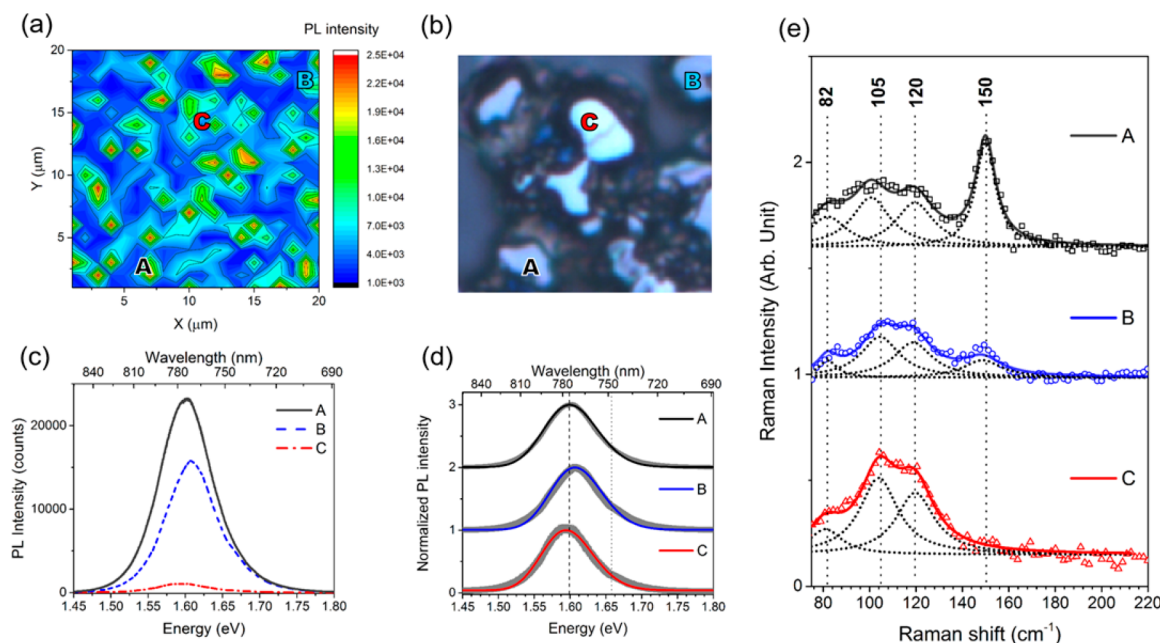 (a)
PL intensity
20
15
10
5
Y (μm)
5 10 15 20
X (μm)
A
B
C
2.5E+04
2.2E+04
1.9E+04
1.6E+04
1.3E+04
1.0E+04
7.0E+03
4.0E+03
1.0E+03
(b)
A
B
C
(c)
Wavelength (nm)
840 810 780 750 720 690
20000
10000
0
PL Intensity (counts)
A
B
C
1.45 1.50 1.55 1.60 1.65 1.70 1.75 1.80
Energy (eV)
(d)
Wavelength (nm)
840 810 780 750 720 690
3
2
1
0
Normalized PL intensity
A
B
C
1.45 1.50 1.55 1.60 1.65 1.70 1.75 1.80
Energy (eV)
(e)
82 105 120 150
A
B
C
2
1
0
Raman Intensity (Arb. Unit)
80 100 120 140 160 180 200 220
Raman shift (cm-1)